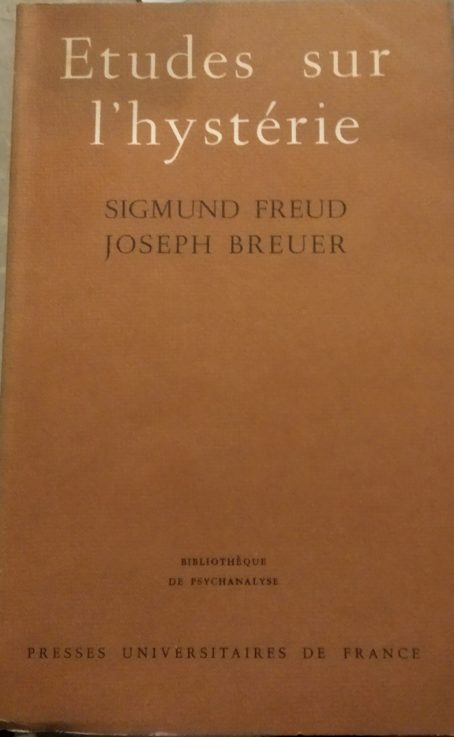 Etudes sur
l'hystérie
SIGMUND FREUD
JOSEPH BREUER
BIBLIOTHÈQUE
DE PSYCHANALYSE
PRESSES UNIVERSITAIRES DE FRANCE